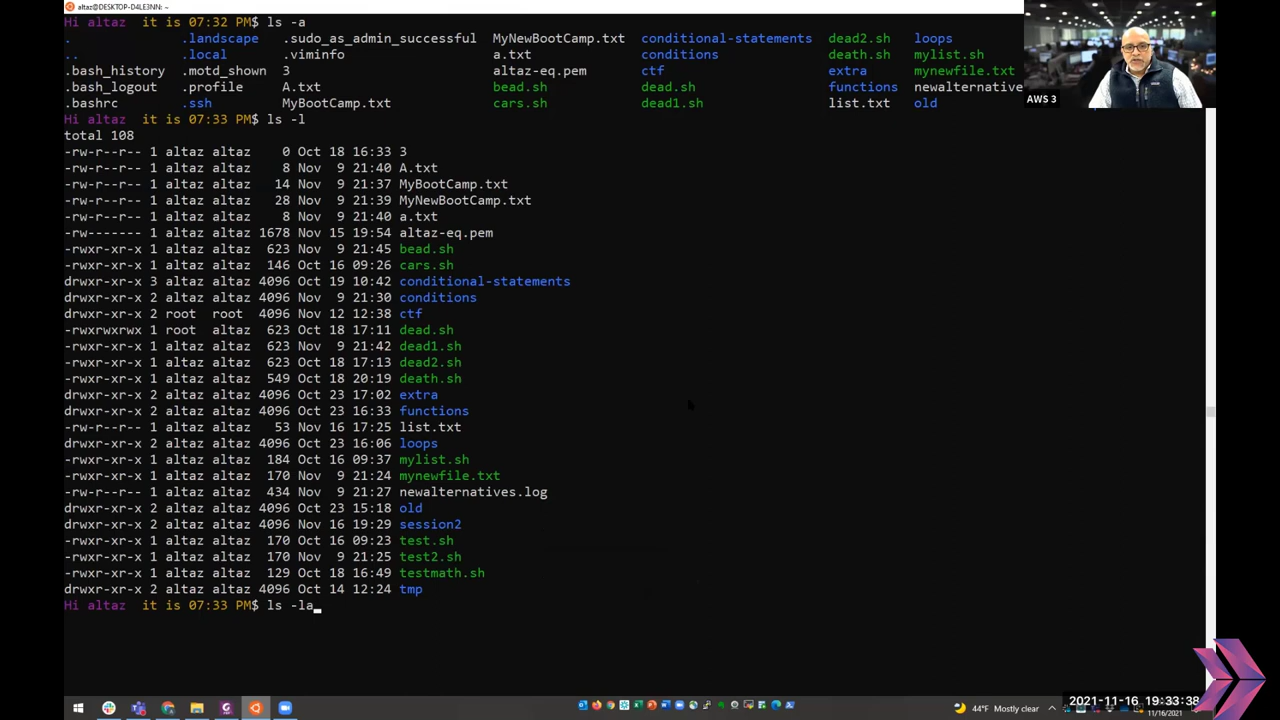 altaz@DESKTOP-D4LE3NN: ~
Hi altaz  it is 07:32 PM$ ls -a
.  .landscape  .sudo_as_admin_successful  MyNewBootCamp.txt  conditional-statements  dead2.sh  loops
..  .local  .viminfo  a.txt  conditions  death.sh  mylist.sh
.bash_history  .motd_shown  3  altaz-eq.pem  ctf  extra  mynewfile.txt
.bash_logout  .profile  A.txt  bead.sh  dead.sh  functions  newalternative
.bashrc  .ssh  MyBootCamp.txt  cars.sh  dead1.sh  list.txt  old
AWS 3
Hi altaz  it is 07:33 PM$ ls -l
total 108
-rw-r--r-- 1 altaz altaz    0 Oct 18 16:33 3
-rw-r--r-- 1 altaz altaz    8 Nov  9 21:40 A.txt
-rw-r--r-- 1 altaz altaz   14 Nov  9 21:37 MyBootCamp.txt
-rw-r--r-- 1 altaz altaz   28 Nov  9 21:39 MyNewBootCamp.txt
-rw-r--r-- 1 altaz altaz    8 Nov  9 21:40 a.txt
-rw------- 1 altaz altaz 1678 Nov 15 19:54 altaz-eq.pem
-rwxr-xr-x 1 altaz altaz  623 Nov  9 21:45 bead.sh
-rwxr-xr-x 1 altaz altaz  146 Oct 16 09:26 cars.sh
drwxr-xr-x 3 altaz altaz 4096 Oct 19 10:42 conditional-statements
drwxr-xr-x 2 altaz altaz 4096 Nov  9 21:30 conditions
drwxr-xr-x 2 root  root  4096 Nov 12 12:38 ctf
-rwxrwxrwx 1 root  altaz  623 Oct 18 17:11 dead.sh
-rwxr-xr-x 1 altaz altaz  623 Nov  9 21:42 dead1.sh
-rwxr-xr-x 1 altaz altaz  623 Oct 18 17:13 dead2.sh
-rwxr-xr-x 1 altaz altaz  549 Oct 18 20:19 death.sh
drwxr-xr-x 2 altaz altaz 4096 Oct 23 17:02 extra
drwxr-xr-x 2 altaz altaz 4096 Oct 23 16:33 functions
-rw-r--r-- 1 altaz altaz   53 Nov 16 17:25 list.txt
drwxr-xr-x 2 altaz altaz 4096 Oct 23 16:06 loops
-rwxr-xr-x 1 altaz altaz  184 Oct 16 09:37 mylist.sh
-rwxr-xr-x 1 altaz altaz  170 Nov  9 21:24 mynewfile.txt
-rw-r--r-- 1 altaz altaz  434 Nov  9 21:27 newalternatives.log
drwxr-xr-x 2 altaz altaz 4096 Oct 23 15:18 old
drwxr-xr-x 2 altaz altaz 4096 Nov 16 19:29 session2
-rwxr-xr-x 1 altaz altaz  170 Oct 16 09:23 test.sh
-rwxr-xr-x 1 altaz altaz  170 Nov  9 21:25 test2.sh
-rwxr-xr-x 1 altaz altaz  129 Oct 18 16:49 testmath.sh
drwxr-xr-x 2 altaz altaz 4096 Oct 14 12:24 tmp
Hi altaz  it is 07:33 PM$ ls -la
44°F Mostly clear
2021-11-16 19:33:38
11/16/2021